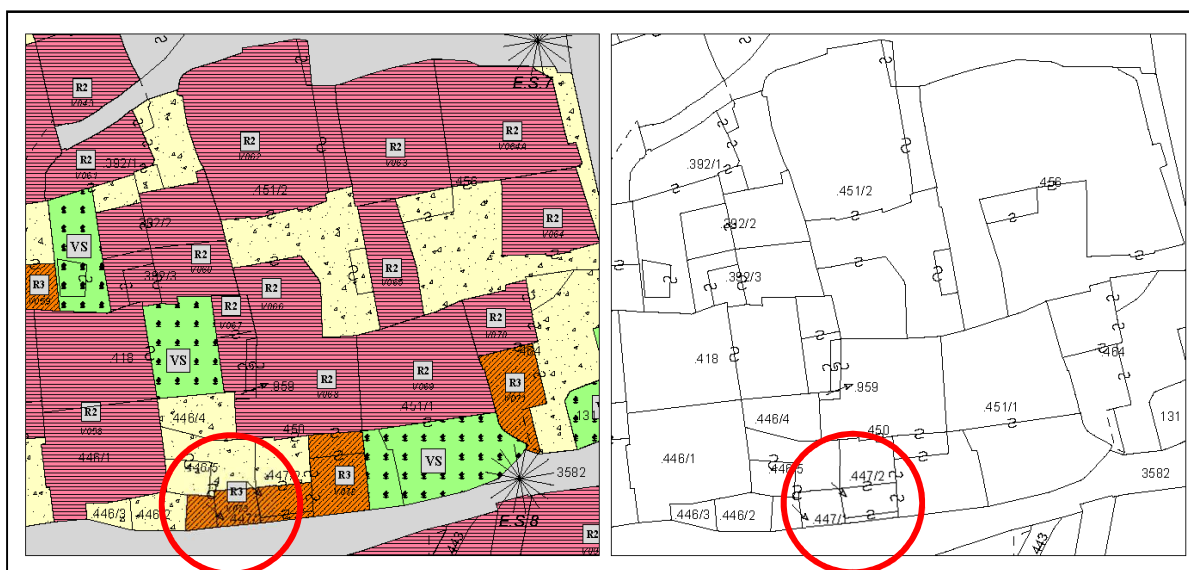 E.S.7
R2
V043
R2
V062
R2
V063
R2
V064A
R2
V061
.392/1
.451/2
.456
.392/2
R2
V064
VS
R2
V060
R2
V065
.392/3
R3
V059
R2
V066
R2
V067
R2
V070
.418
VS
.464
R2
V068
R2
V069
R3
V071
.959
.451/1
R2
V058
.446/4
.450
131
.446/1
.446/5
.447/2
R3
VS
3582
R3
.446/3
.446/2
.447/1
E.S.8
443
R2
.392/1
.451/2
.456
.392/2
.392/3
.418
.464
.959
.451/1
131
.446/4
.450
.446/1
.446/5
.447/2
3582
.446/3
.446/2
.447/1
443